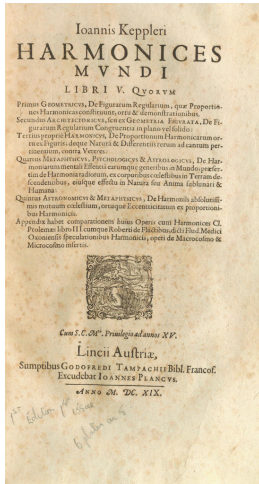 Ioannis Keppleri
HARMONICES
MVNDI
LIBRI V. QVORVM
Primus GEOMETRICVS, De Figurarum Regularium, quæ Proportio-
nes Harmonicas constituunt, ortu & demonstrationibus.
Secundus ARCHITECTONICVS, seu ex GEOMETRIA FIGVRATA, De Fi-
gurarum Regularium Congruentia in plano vel solido:
Tertius proprie HARMONICVS, De Proportionum Harmonicarum or-
tu ex Figuris; deque Naturâ & Differentiis rerum ad cantum per-
tinentium, contra Veteres:
Quartus METAPHYSICVS, PSYCHOLOGICVS & ASTROLOGICVS, De Har-
moniarum mentali Essentiâ earumque generibus in Mundo; præser-
tim de Harmonia radiorum, ex corporibus cœlestibus in Terram de-
scendentibus, eiusque effectu in Natura seu Anima sublunari &
Humana:
Quintus ASTRONOMICVS & METAPHYSICVS, De Harmoniis absolutissi-
mis motuum cœlestium, ortuque Eccentricitatum ex proportioni-
bus Harmonicis.
Appendix habet comparationem huius Operis cum Harmonices Cl.
Ptolemæi libro III cumque Roberti de Fluctibus, dicti Flud. Medici
Oxoniensis speculationibus Harmonicis, operi de Macrocosmo &
Microcosmo insertis.
Cum S. C. Mtis. Privilegio ad annos XV.
Lincii Austriæ,
Sumptibus GODOFREDI TAMPACHII Bibl. Francof.
Excudebat IOANNES PLANCVS.
ANNO M. DC. XIX.